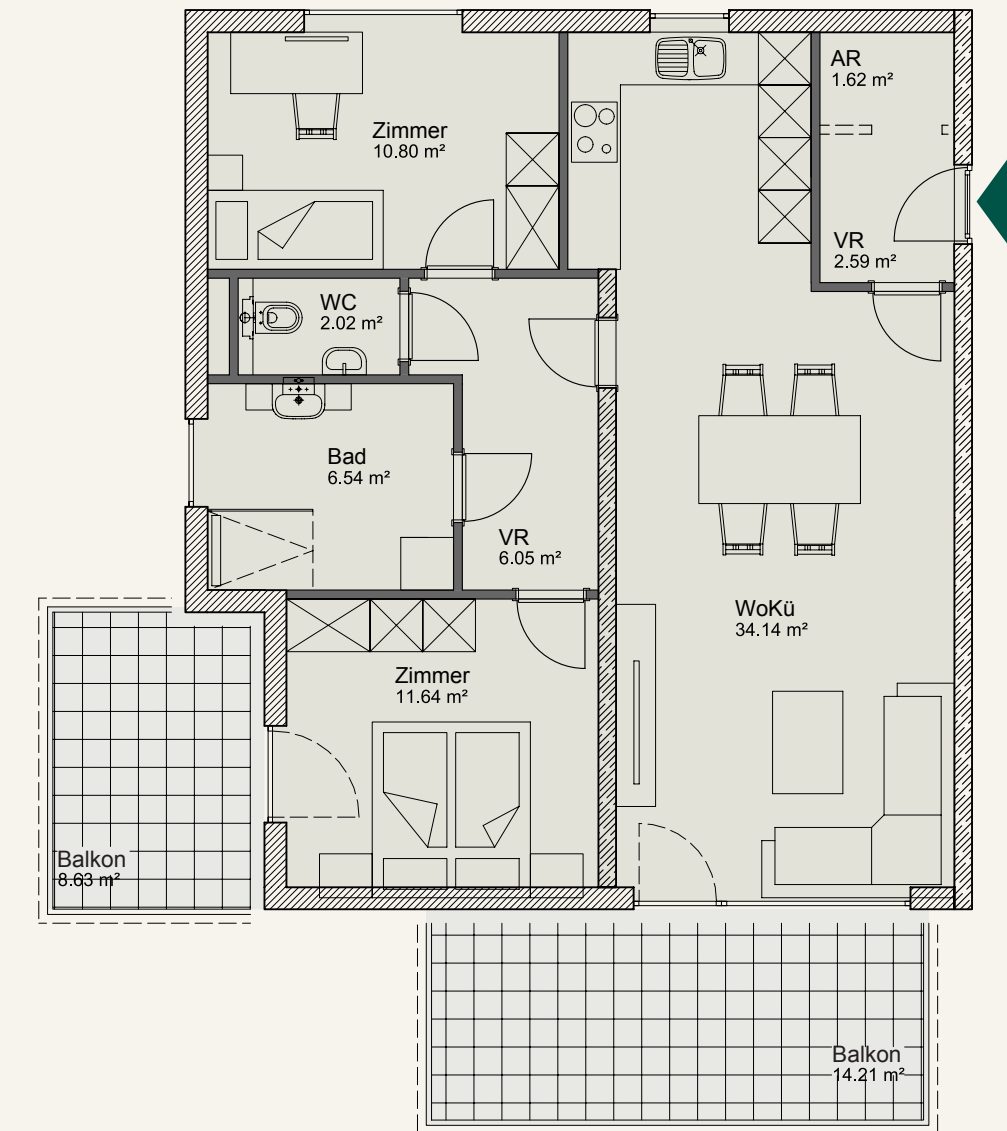 AR
1.62 m²
Zimmer
10.80 m²
VR
2.59 m²
WC
2.02 m²
Bad
6.54 m²
VR
6.05 m²
WoKü
34.14 m²
Zimmer
11.64 m²
Balkon
8.63 m²
Balkon
14.21 m²